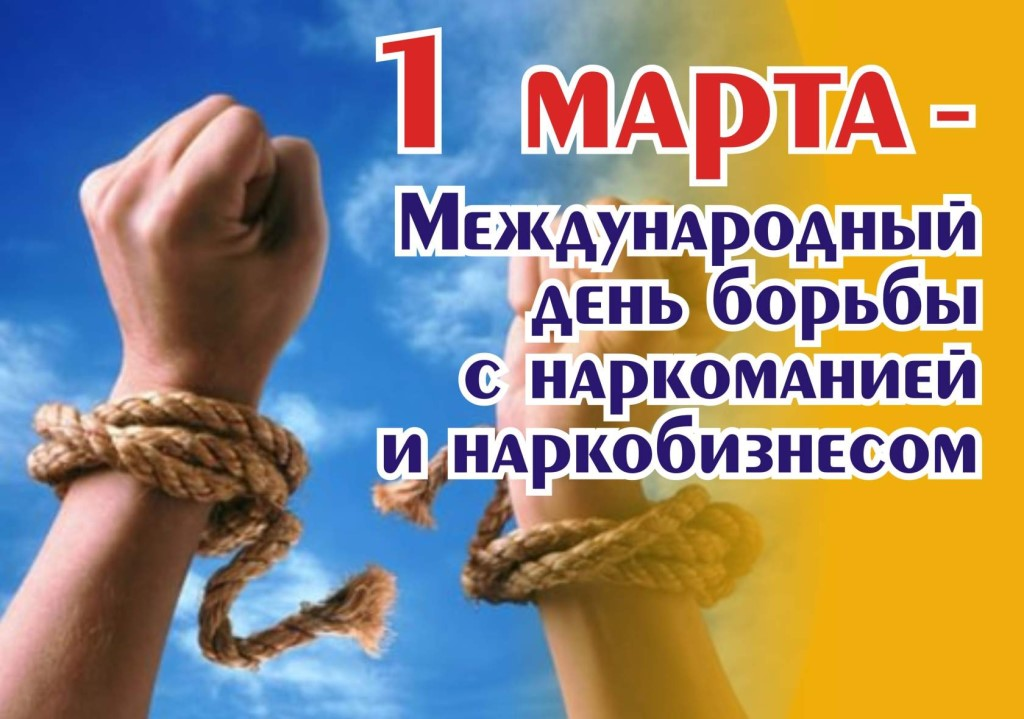 1 МАРТА -
Международный
день борьбы
с наркоманией
и наркобизнесом